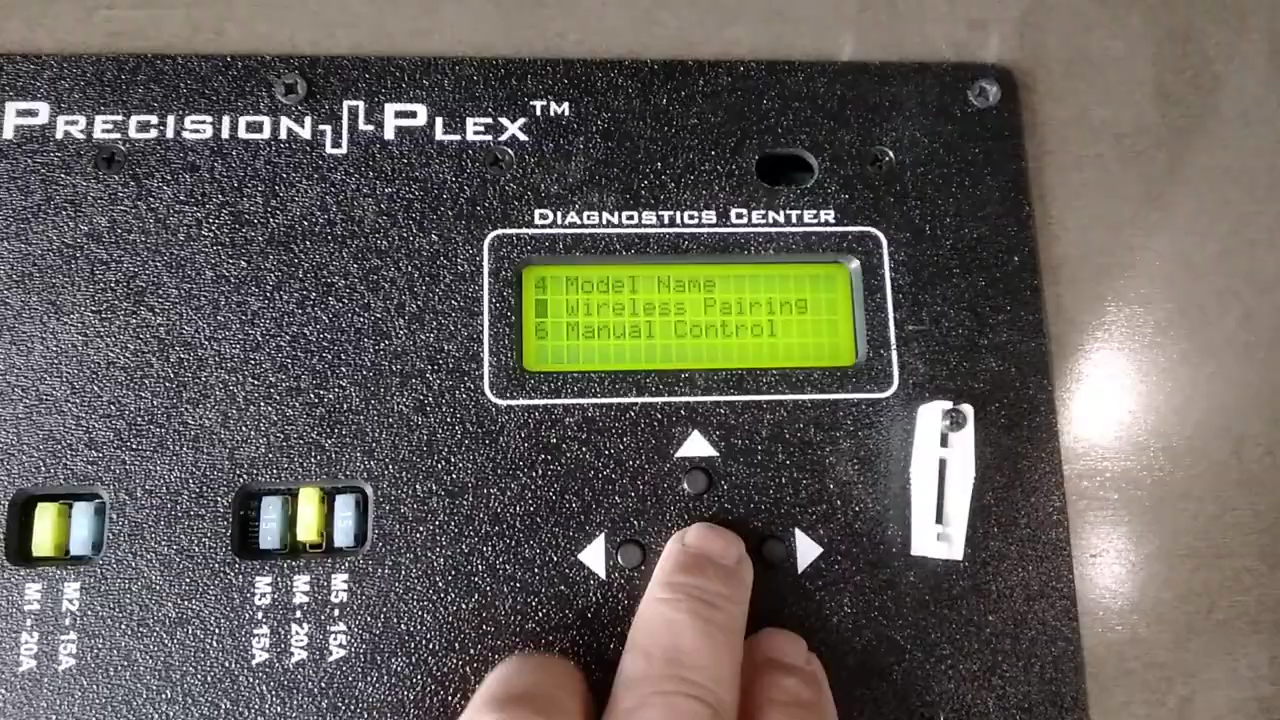 PRECISION PLEX™
DIAGNOSTICS CENTER
4 Model Name
Wireless Pairing
6 Manual Control
15
15
M1 - 20A
M2 - 15A
M3 - 15A
M4 - 20A
M5 - 15A